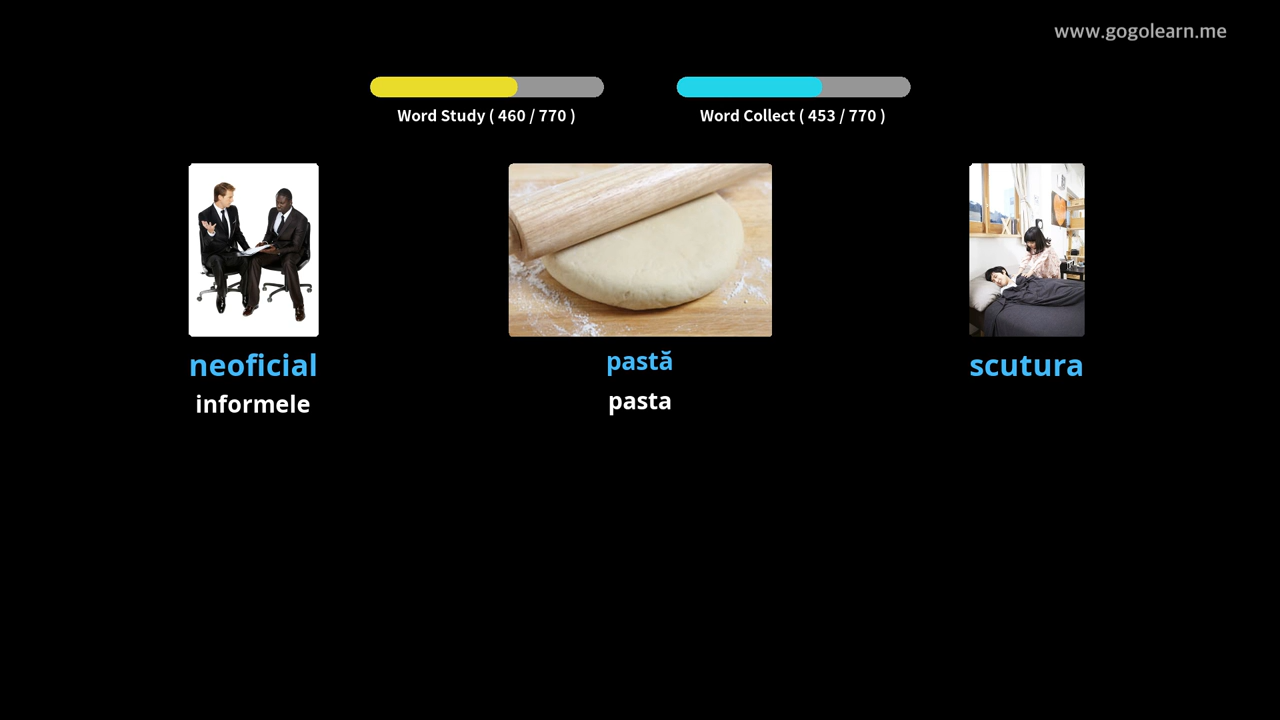 www.gogolearn.me
Word Study ( 460 / 770 )
Word Collect ( 453 / 770 )
neoficial
informele
pastă
pasta
scutura